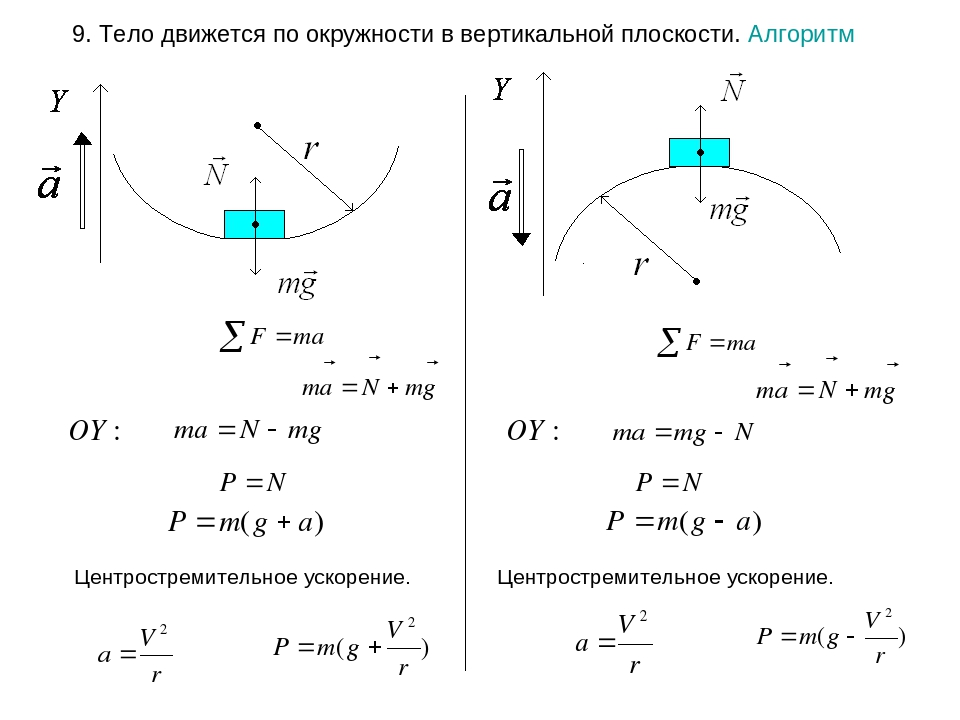 9. Тело движется по окружности в вертикальной плоскости. Алгоритм
Y
a⃗
N⃗
r
mg⃗
∑ F = ma
ma⃗ = N⃗ + mg⃗
OY : ma = N - mg
P = N
P = m(g + a)
Центростремительное ускорение.
a = V²/r P = m(g + V²/r)
Y
N⃗
a⃗
mg⃗
r
∑ F = ma
ma⃗ = N⃗ + mg⃗
OY : ma = mg - N
P = N
P = m(g - a)
Центростремительное ускорение.
a = V²/r P = m(g - V²/r)